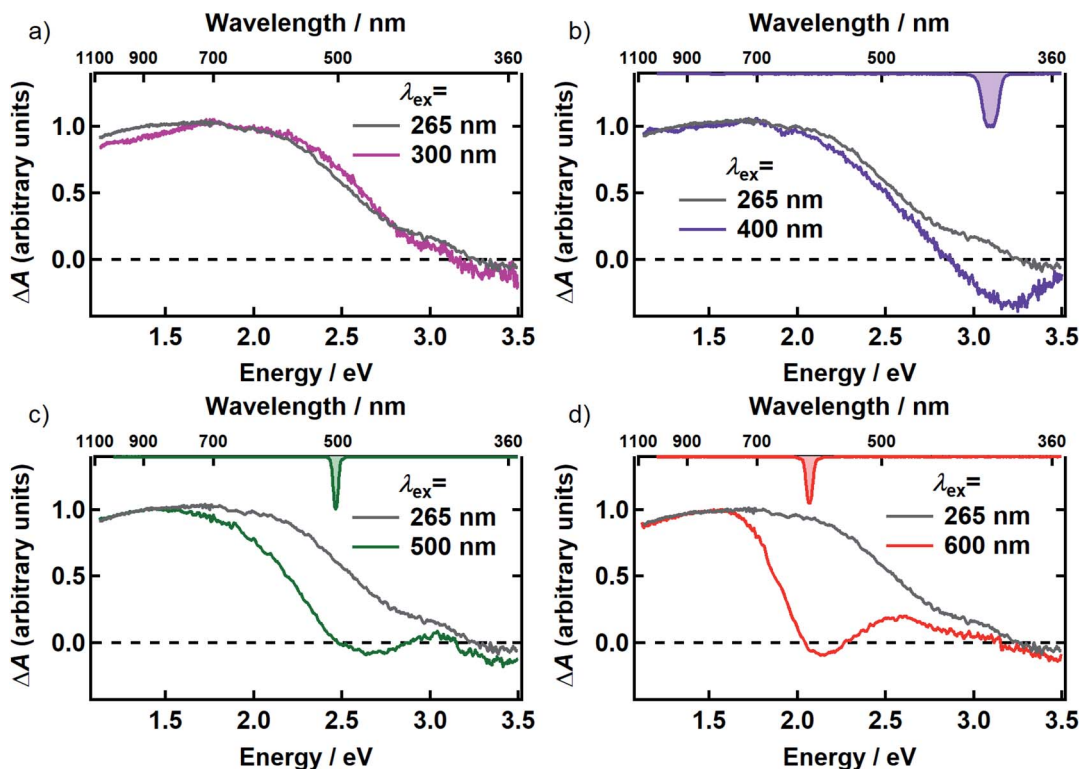 a)
Wavelength / nm
1100 900 700 500 360
λex=
265 nm
300 nm
ΔA (arbitrary units)
1.0
0.5
0.0
1.5 2.0 2.5 3.0 3.5
Energy / eV
b)
Wavelength / nm
1100 900 700 500 360
λex=
265 nm
400 nm
ΔA (arbitrary units)
1.0
0.5
0.0
1.5 2.0 2.5 3.0 3.5
Energy / eV
c)
Wavelength / nm
1100 900 700 500 360
λex=
265 nm
500 nm
ΔA (arbitrary units)
1.0
0.5
0.0
1.5 2.0 2.5 3.0 3.5
Energy / eV
d)
Wavelength / nm
1100 900 700 500 360
λex=
265 nm
600 nm
ΔA (arbitrary units)
1.0
0.5
0.0
1.5 2.0 2.5 3.0 3.5
Energy / eV